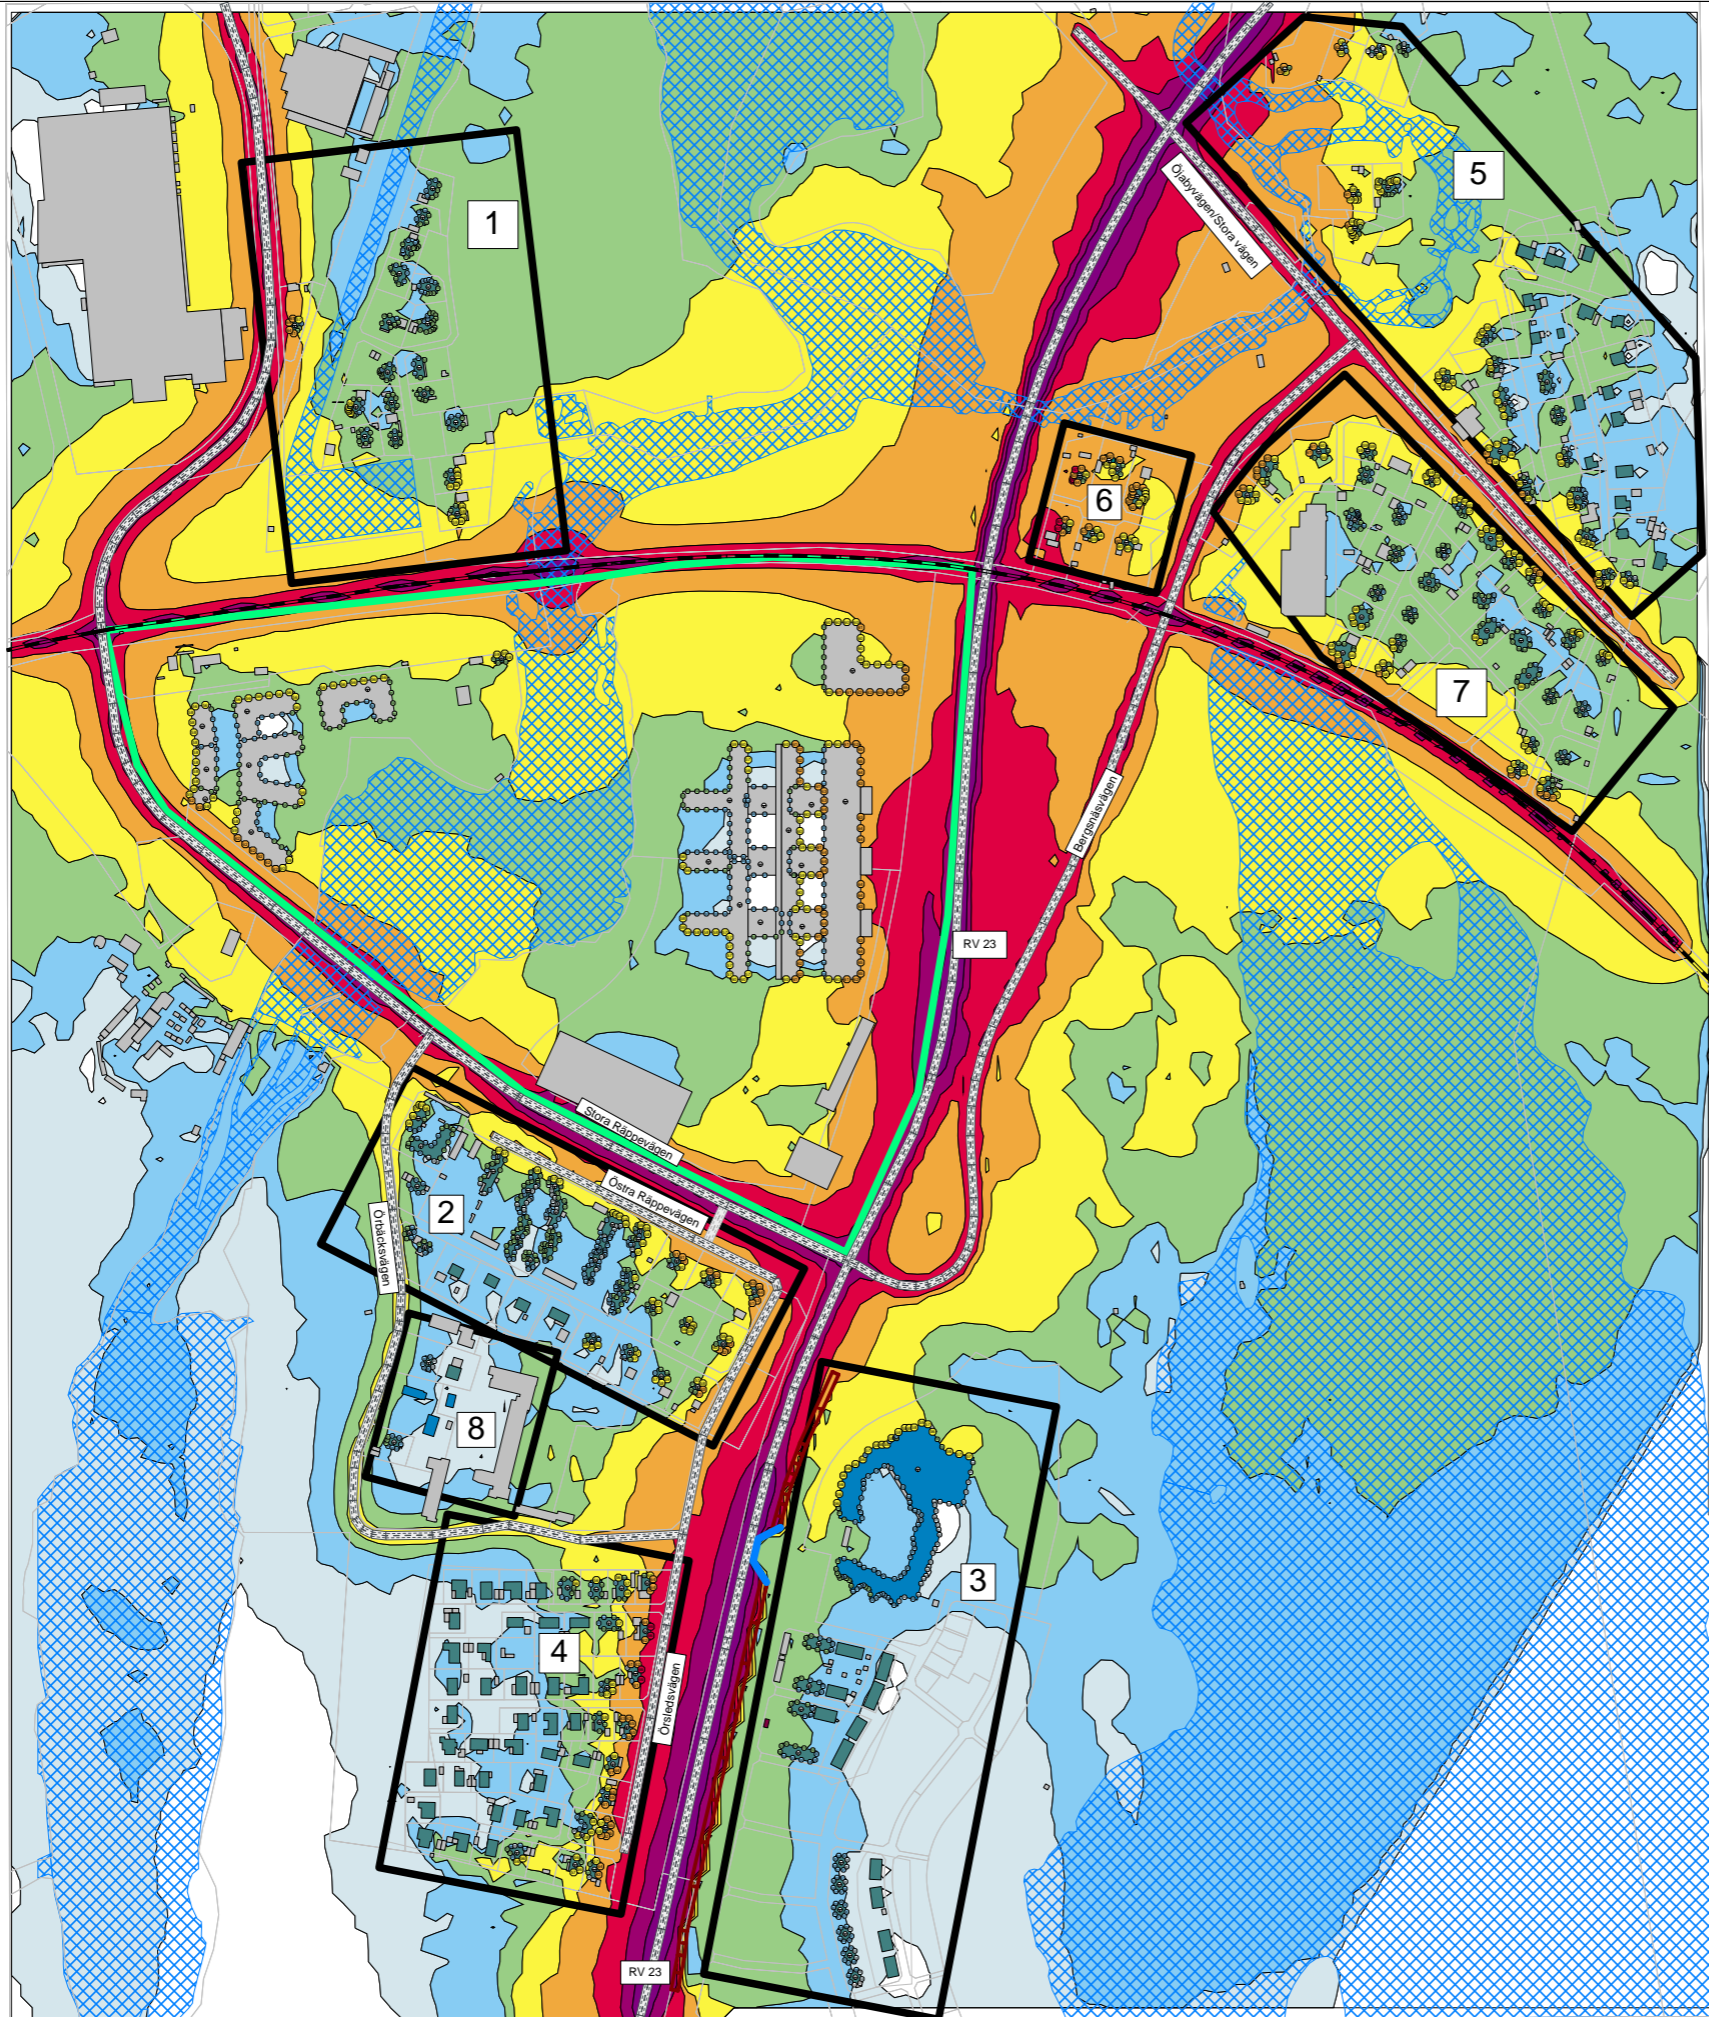 5
Öjabyvägen/Stora vägen
1
6
7
Bergsnäsvägen
RV 23
Stora Räppevägen
Östra Räppevägen
2
Örbäcksvägen
8
3
4
Örsledsvägen
RV 23